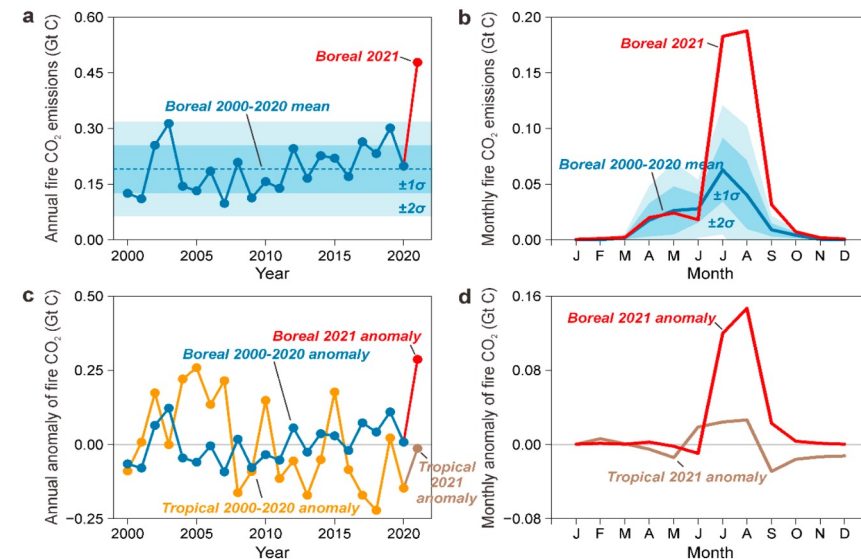 a
Annual fire CO₂ emissions (Gt C)
0.60
0.45
0.30
0.15
0.00
Boreal 2021
Boreal 2000-2020 mean
±1σ
±2σ
2000
2005
2010
2015
2020
Year
b
Monthly fire CO₂ emissions (Gt C)
0.20
0.15
0.10
0.05
0.00
Boreal 2021
Boreal 2000-2020 mean
±1σ
±2σ
J F M A M J J A S O N D
Month
c
Annual anomaly of fire CO₂ (Gt C)
0.50
0.25
0.00
−0.25
Boreal 2021 anomaly
Boreal 2000-2020 anomaly
Tropical
2021
anomaly
Tropical 2000-2020 anomaly
2000
2005
2010
2015
2020
Year
d
Monthly anomaly of fire CO₂ (Gt C)
0.16
0.08
0.00
−0.08
Boreal 2021 anomaly
Tropical 2021 anomaly
J F M A M J J A S O N D
Month